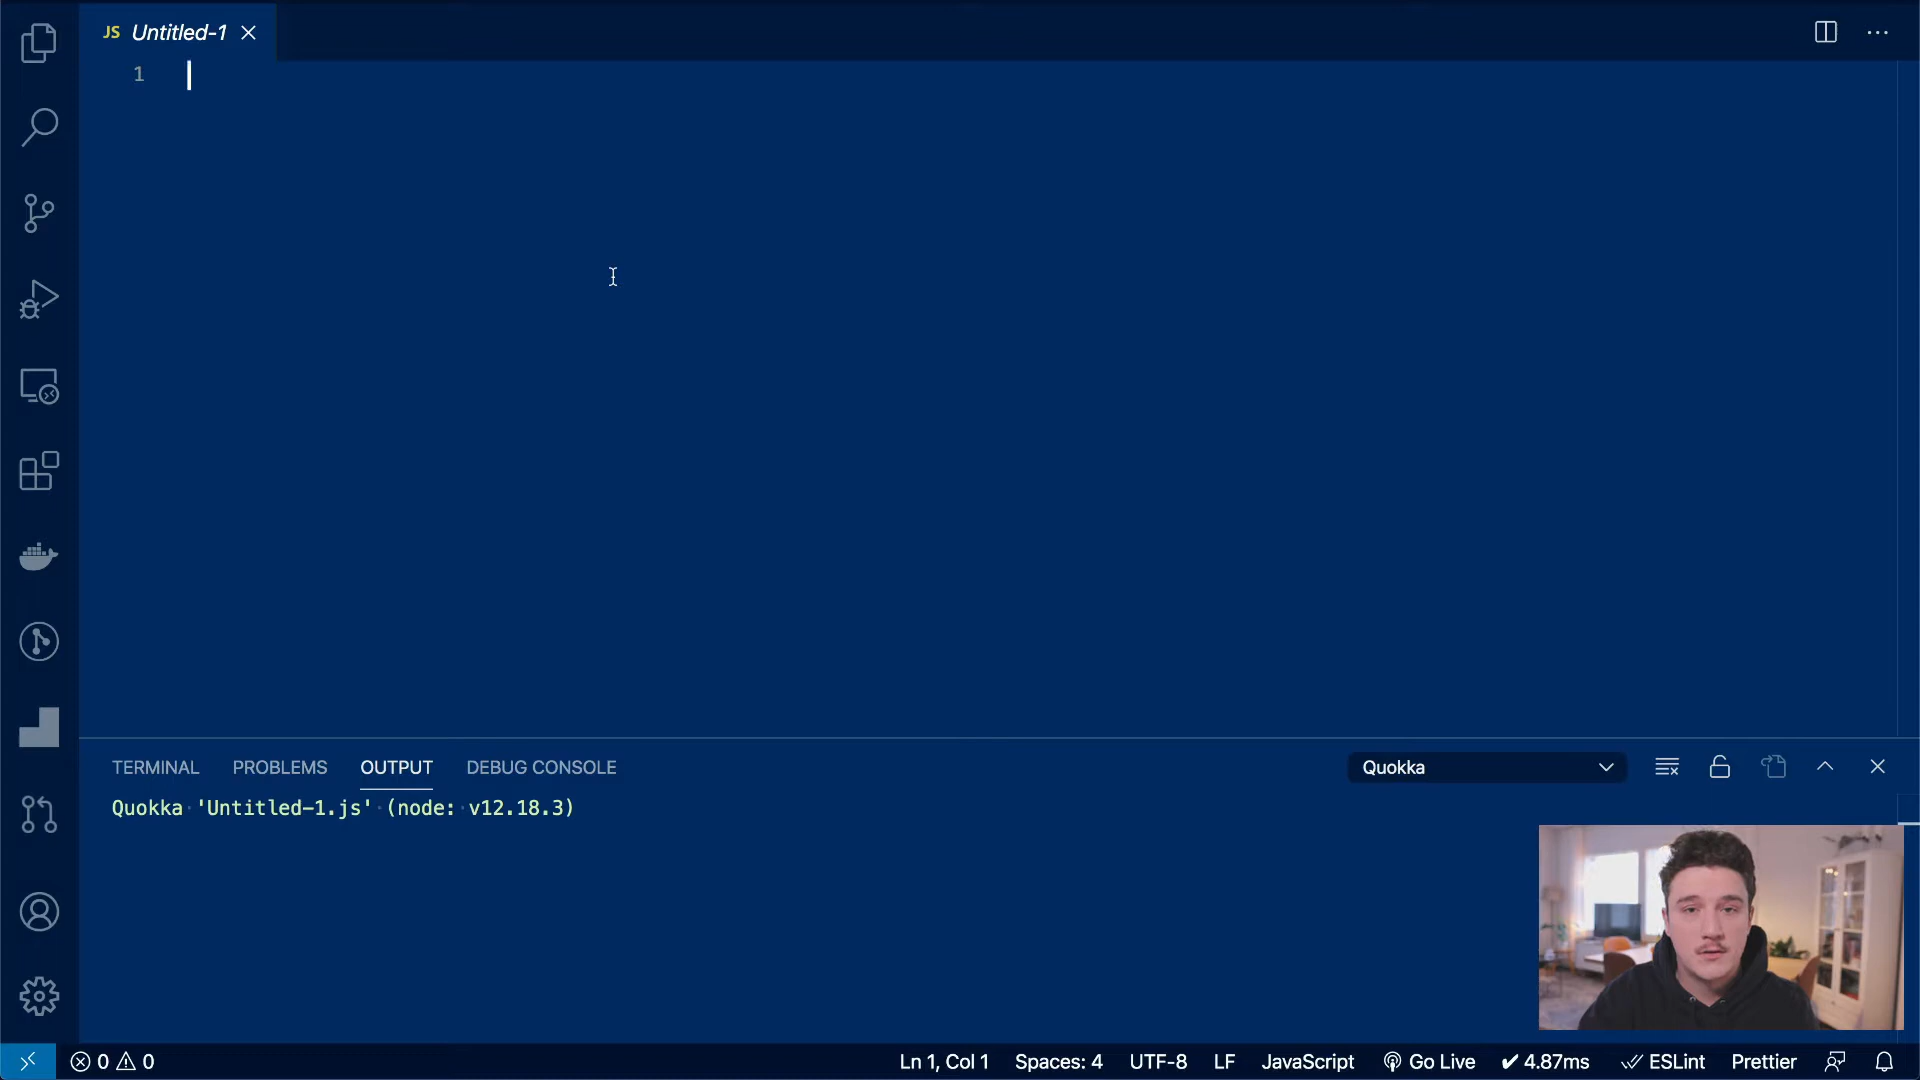 JS Untitled-1
1
TERMINAL PROBLEMS OUTPUT DEBUG CONSOLE Quokka
Quokka 'Untitled-1.js' (node: v12.18.3)
0 0 Ln 1, Col 1 Spaces: 4 UTF-8 LF JavaScript Go Live ✔ 4.87ms ESLint Prettier